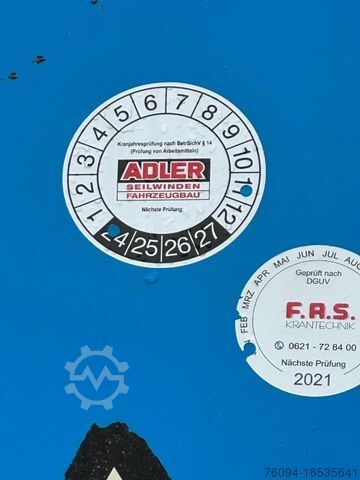 1 2 3 4 5 6 7 8 9 10 11 12
Kranjahresprüfung nach BetrSichV § 14
(Prüfung von Arbeitsmitteln)
ADLER
SEILWINDEN
FAHRZEUGBAU
Nächste Prüfung
24 25 26 27
FEB MRZ APR MAI JUN JUL AUG
Geprüft nach
DGUV
F.A.S.
KRANTECHNIK
0621 - 72 84 00
Nächste Prüfung
2021
76094-16535641